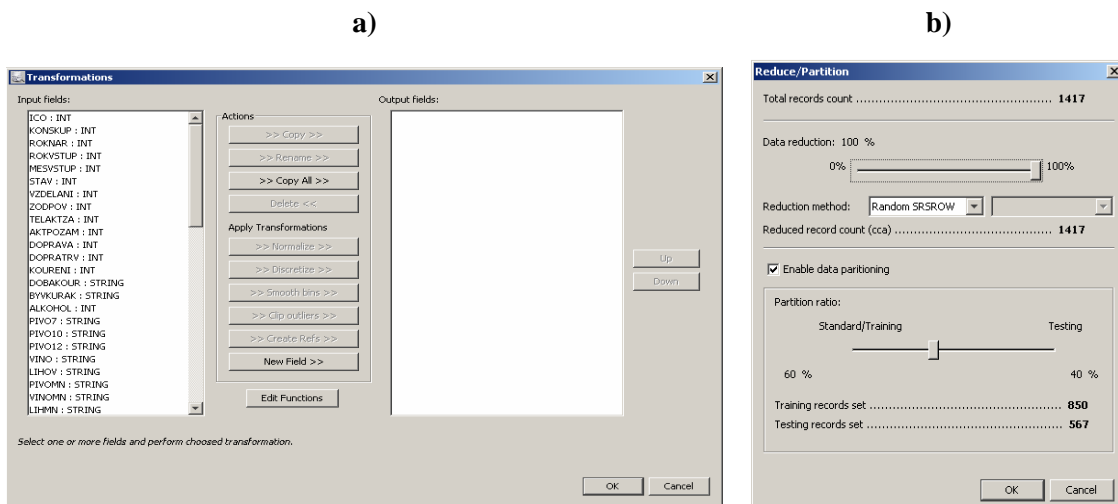 a)
b)
Transformations
Input fields:
ICO : INT
KONSKUP : INT
ROKNAR : INT
ROKVSTUP : INT
MESVSTUP : INT
STAV : INT
VZDELANI : INT
ZODPOV : INT
TELAKTZA : INT
AKTPOZAM : INT
DOPRAVA : INT
DOPRATRV : INT
KOURENI : INT
DOBAKOUR : STRING
BYVKURAK : STRING
ALKOHOL : INT
PIVO7 : STRING
PIVO10 : STRING
PIVO12 : STRING
VINO : STRING
LIHOV : STRING
PIVOMN : STRING
VINOMN : STRING
LIHMN : STRING
Actions
>> Copy >>
>> Rename >>
>> Copy All >>
Delete <<
Apply Transformations
>> Normalize >>
>> Discretize >>
>> Smooth bins >>
>> Clip outliers >>
>> Create Refs >>
New Field >>
Edit Functions
Output fields:
Up
Down
Select one or more fields and perform choosed transformation.
OK
Cancel
Reduce/Partition
Total records count ................................................ 1417
Data reduction: 100 %
0%
100%
Reduction method: Random SRSROW
Reduced record count (cca) ...................................... 1417
Enable data paritioning
Partition ratio:
Standard/Training
Testing
60 %
40 %
Training records set ............................................ 850
Testing records set ............................................. 567
OK
Cancel